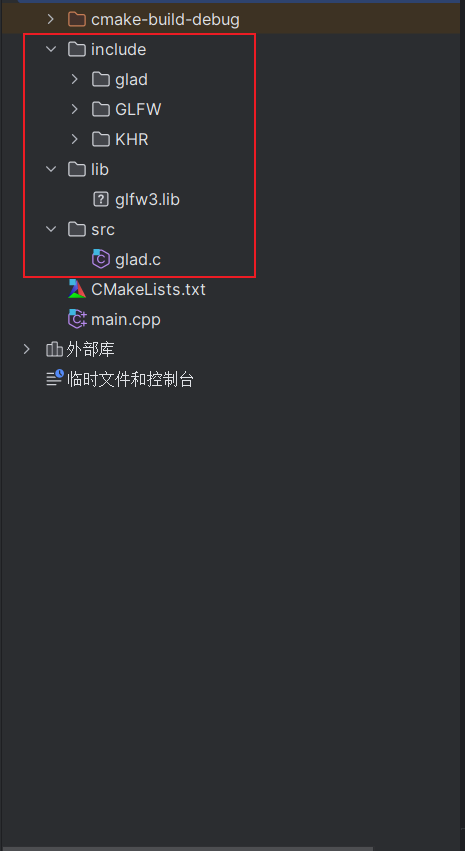 cmake-build-debug
include
glad
GLFW
KHR
lib
glfw3.lib
src
glad.c
CMakeLists.txt
main.cpp
外部库
临时文件和控制台